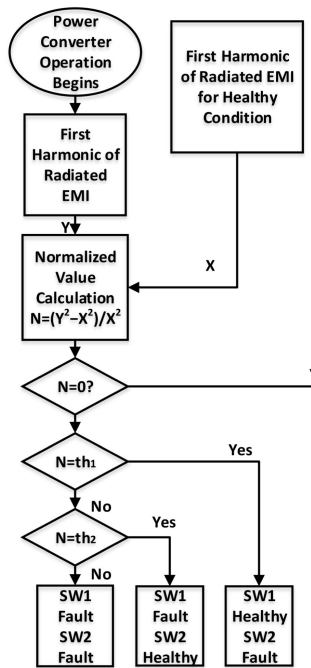 Power
Converter
Operation
Begins
First Harmonic
of Radiated EMI
for Healthy
Condition
First
Harmonic of
Radiated
EMI
Y
X
Normalized
Value
Calculation
N=(Y²−X²)/X²
N=0?
N=th₁
Yes
No
N=th₂
Yes
No
SW1
Fault
SW2
Fault
SW1
Fault
SW2
Healthy
SW1
Healthy
SW2
Fault